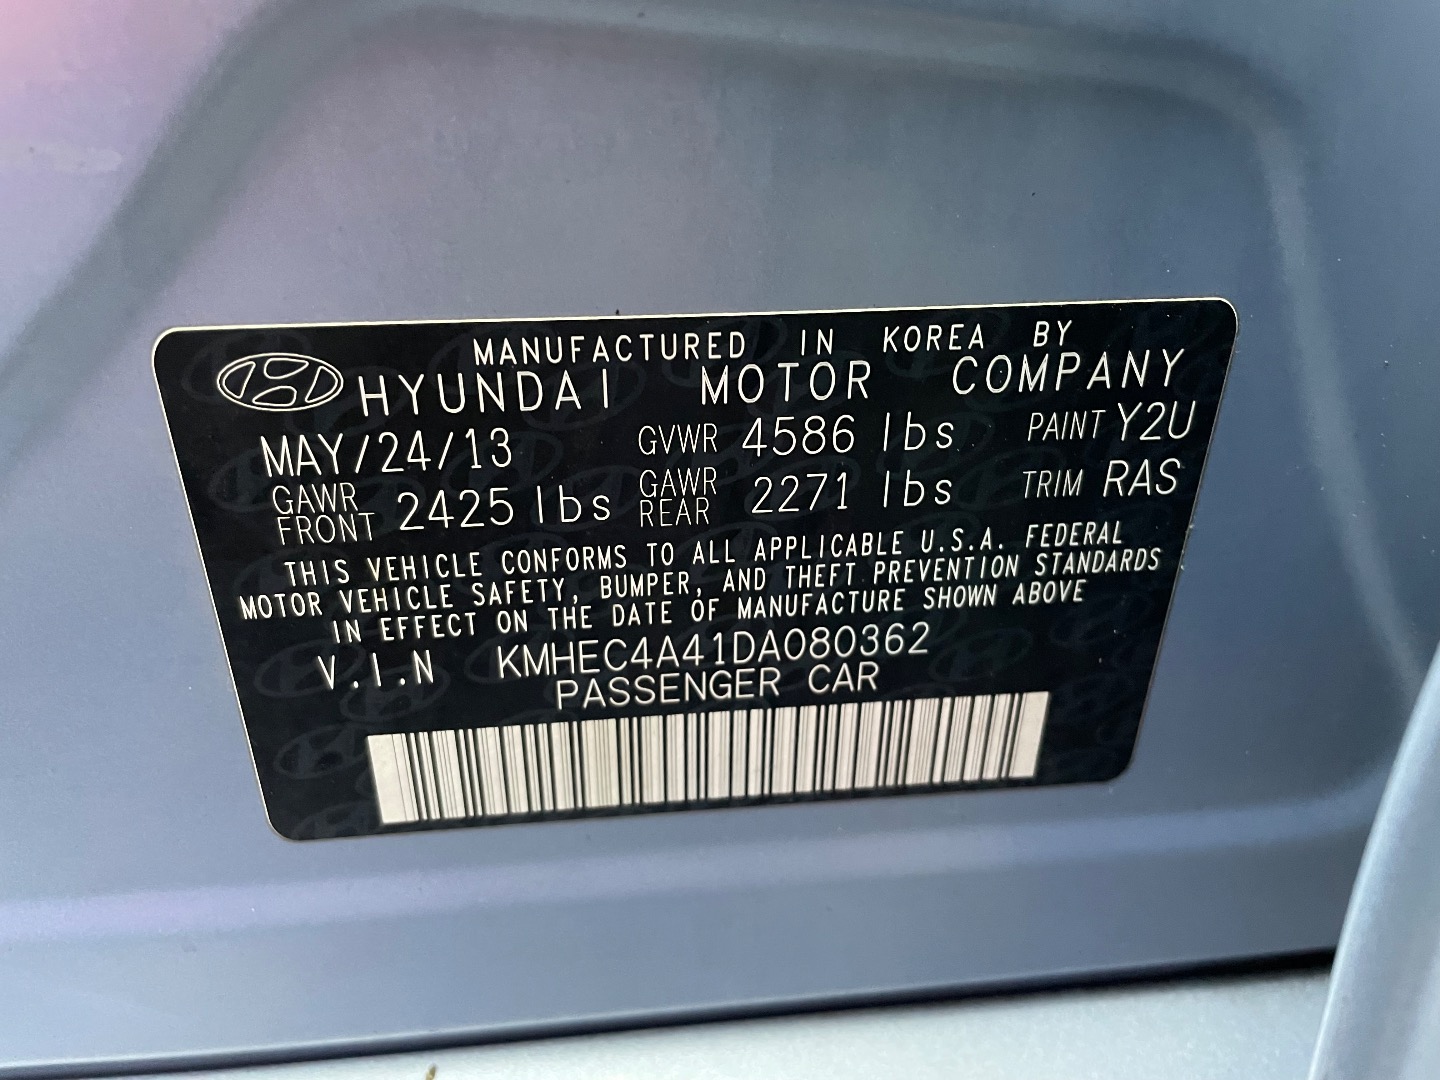 MANUFACTURED IN KOREA BY
HYUNDAI MOTOR COMPANY
MAY/24/13 GVWR 4586 lbs PAINT Y2U
GAWR FRONT 2425 lbs GAWR REAR 2271 lbs TRIM RAS
THIS VEHICLE CONFORMS TO ALL APPLICABLE U.S.A. FEDERAL
MOTOR VEHICLE SAFETY, BUMPER, AND THEFT PREVENTION STANDARDS
IN EFFECT ON THE DATE OF MANUFACTURE SHOWN ABOVE
V.I.N KMHEC4A41DA080362
PASSENGER CAR